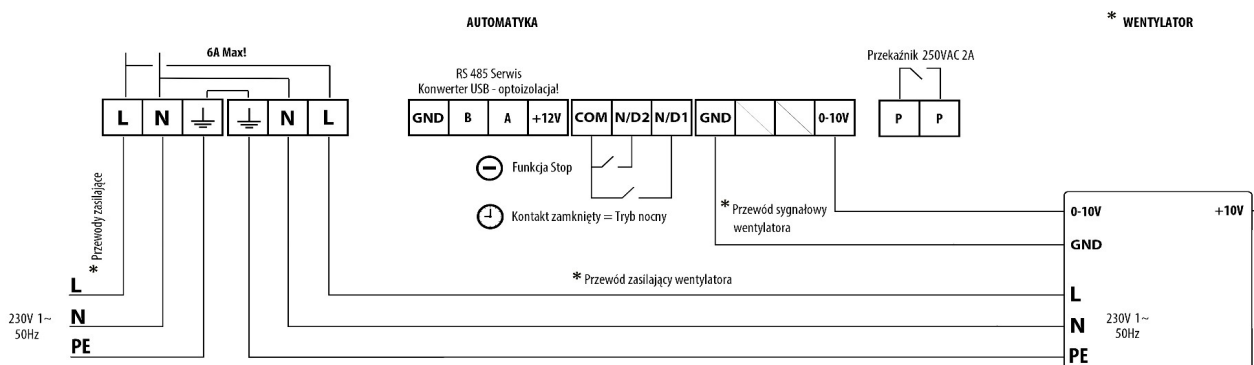 AUTOMATYKA
* WENTYLATOR
6A Max!
RS 485 Serwis
Konwerter USB - optoizolacja!
Przekaźnik 250VAC 2A
L N N L
GND B A +12V COM N/D2 N/D1 GND 0-10V P P
Funkcja Stop
Kontakt zamknięty = Tryb nocny
* Przewody zasilające
* Przewód sygnałowy
wentylatora
0-10V +10V
GND
* Przewód zasilający wentylatora
L
N
PE
230V 1~
50Hz
L
N
PE
230V 1~
50Hz